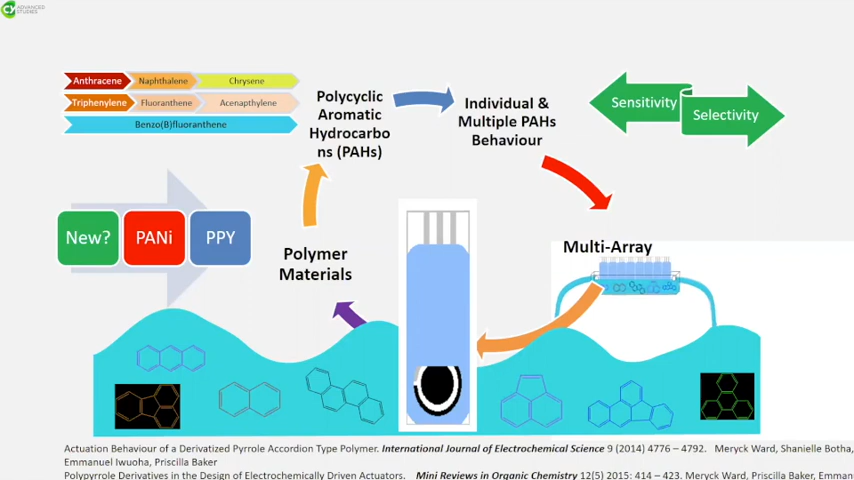 ADVANCED
STUDIES
Anthracene Naphthalene Chrysene
Triphenylene Fluoranthene Acenapthylene
Benzo(B)fluoranthene
Polycyclic
Aromatic
Hydrocarbo
ns (PAHs)
Individual &
Multiple PAHs
Behaviour
Sensitivity
Selectivity
New? PANi PPY
Polymer
Materials
Multi-Array
Actuation Behaviour of a Derivatized Pyrrole Accordion Type Polymer. International Journal of Electrochemical Science 9 (2014) 4776 – 4792. Meryck Ward, Shanielle Botha,
Emmanuel Iwuoha, Priscilla Baker
Polypyrrole Derivatives in the Design of Electrochemically Driven Actuators. Mini Reviews in Organic Chemistry 12(5) 2015: 414 – 423. Meryck Ward, Priscilla Baker, Emman